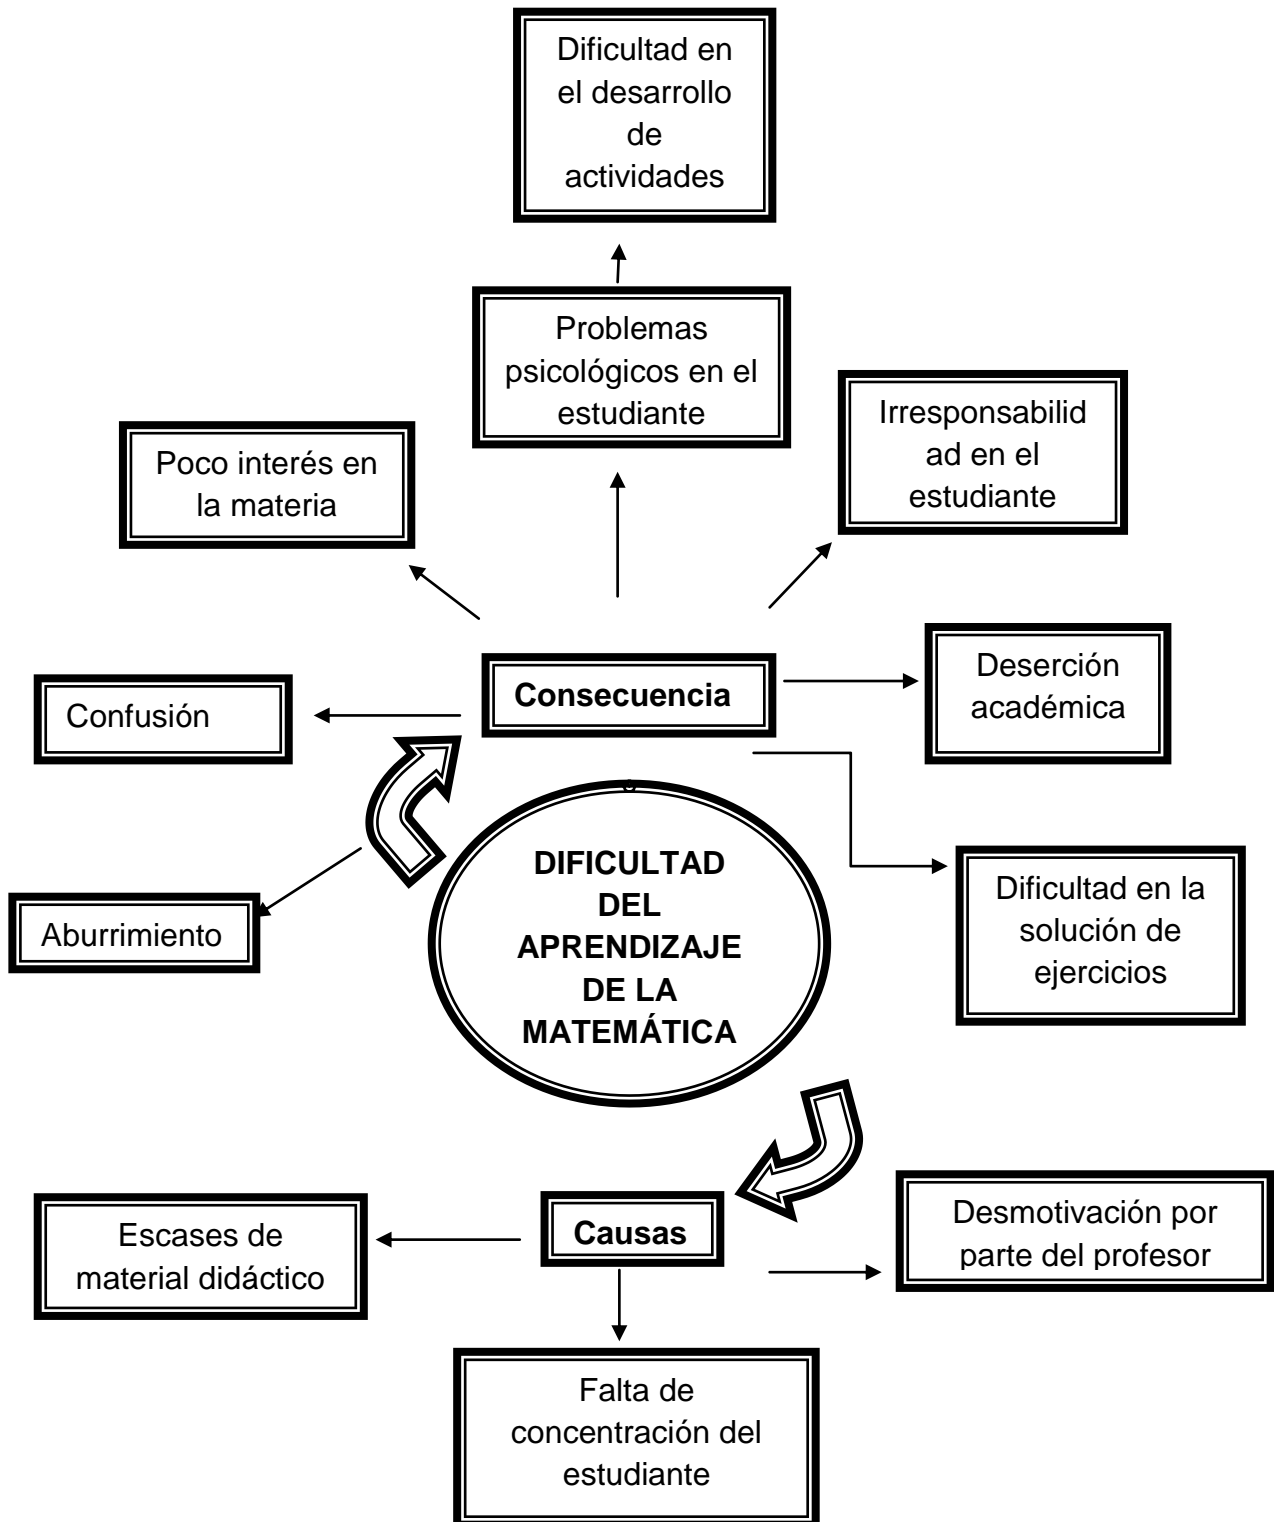 Dificultad en
el desarrollo
de
actividades
Problemas
psicológicos en el
estudiante
Irresponsabilid
ad en el
estudiante
Poco interés en
la materia
Consecuencia
Deserción
académica
Confusión
DIFICULTAD
DEL
APRENDIZAJE
DE LA
MATEMÁTICA
Dificultad en la
solución de
ejercicios
Aburrimiento
Causas
Escases de
material didáctico
Desmotivación por
parte del profesor
Falta de
concentración del
estudiante